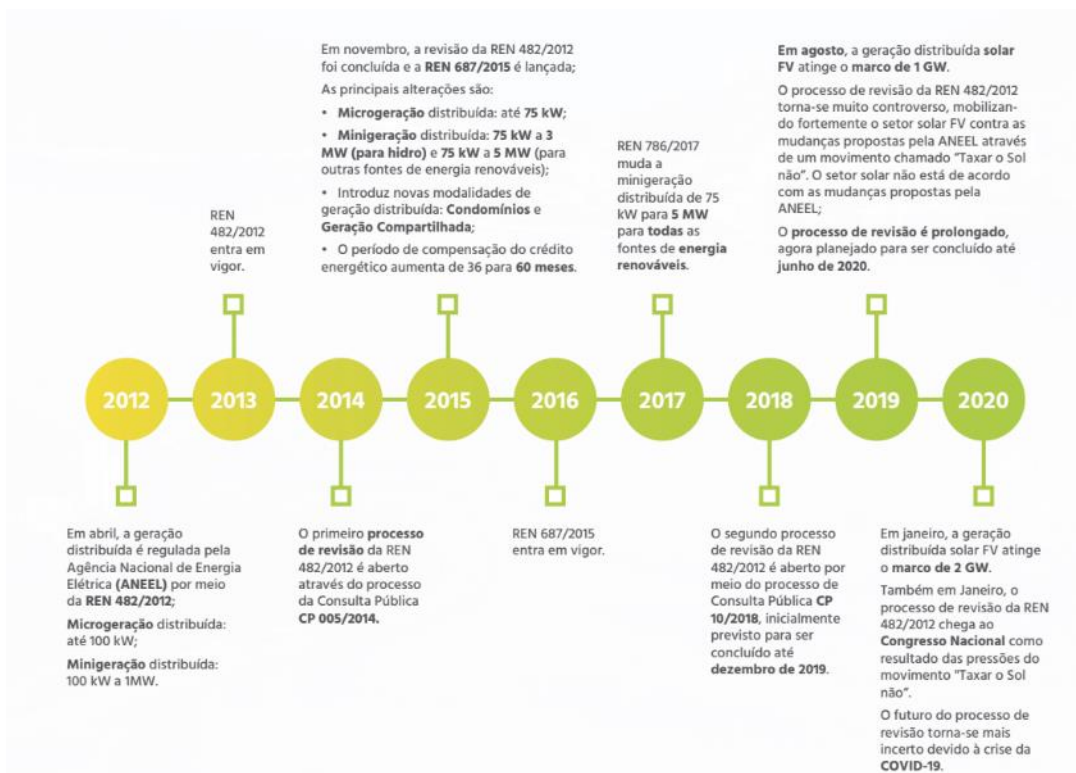 REN
482/2012
entra em
vigor.
Em novembro, a revisão da REN 482/2012
foi concluída e a REN 687/2015 é lançada;
As principais alterações são:
• Microgeração distribuída: até 75 kW;
• Minigeração distribuída: 75 kW a 3
MW (para hidro) e 75 kW a 5 MW (para
outras fontes de energia renováveis);
• Introduz novas modalidades de
geração distribuída: Condomínios e
Geração Compartilhada;
• O período de compensação do crédito
energético aumenta de 36 para 60 meses.
REN 786/2017
muda a
minigeração
distribuída de 75
kW para 5 MW
para todas as
fontes de energia
renováveis.
Em agosto, a geração distribuída solar
FV atinge o marco de 1 GW.
O processo de revisão da REN 482/2012
torna-se muito controverso, mobilizan-
do fortemente o setor solar FV contra as
mudanças propostas pela ANEEL através
de um movimento chamado "Taxar o Sol
não". O setor solar não está de acordo
com as mudanças propostas pela
ANEEL;
O processo de revisão é prolongado,
agora planejado para ser concluído até
junho de 2020.
2012
2013
2014
2015
2016
2017
2018
2019
2020
Em abril, a geração
distribuída é regulada pela
Agência Nacional de Energia
Elétrica (ANEEL) por meio
da REN 482/2012;
Microgeração distribuída:
até 100 kW;
Minigeração distribuída:
100 kW a 1MW.
O primeiro processo
de revisão da REN
482/2012 é aberto
através do processo
da Consulta Pública
CP 005/2014.
REN 687/2015
entra em vigor.
O segundo processo
de revisão da REN
482/2012 é aberto por
meio do processo de
Consulta Pública CP
10/2018, inicialmente
previsto para ser
concluído até
dezembro de 2019.
Em janeiro, a geração
distribuída solar FV atinge
o marco de 2 GW.
Também em Janeiro, o
processo de revisão da REN
482/2012 chega ao
Congresso Nacional como
resultado das pressões do
movimento "Taxar o Sol
não".
O futuro do processo de
revisão torna-se mais
incerto devido à crise da
COVID-19.